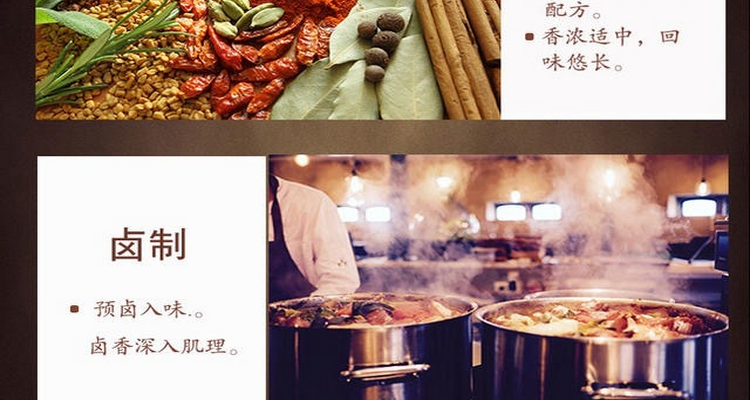 配方。
香浓适中，回
味悠长。
卤制
预卤入味.。
卤香深入肌理。